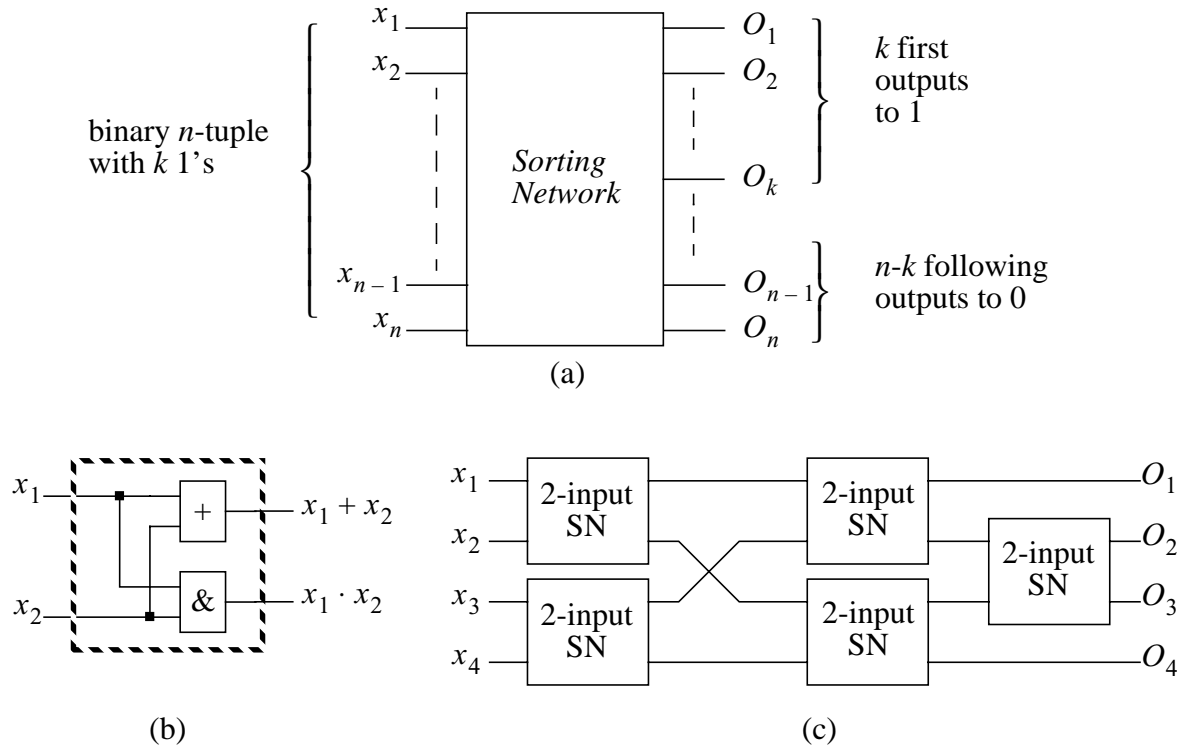 x₁
x₂
xₙ₋₁
xₙ
binary n-tuple
with k 1’s
Sorting
Network
O₁
O₂
Oₖ
Oₙ₋₁
Oₙ
k first
outputs
to 1
n-k following
outputs to 0
(a)
x₁
x₂
+
&
x₁ + x₂
x₁ · x₂
(b)
x₁
x₂
x₃
x₄
2-input
SN
2-input
SN
2-input
SN
2-input
SN
2-input
SN
O₁
O₂
O₃
O₄
(c)